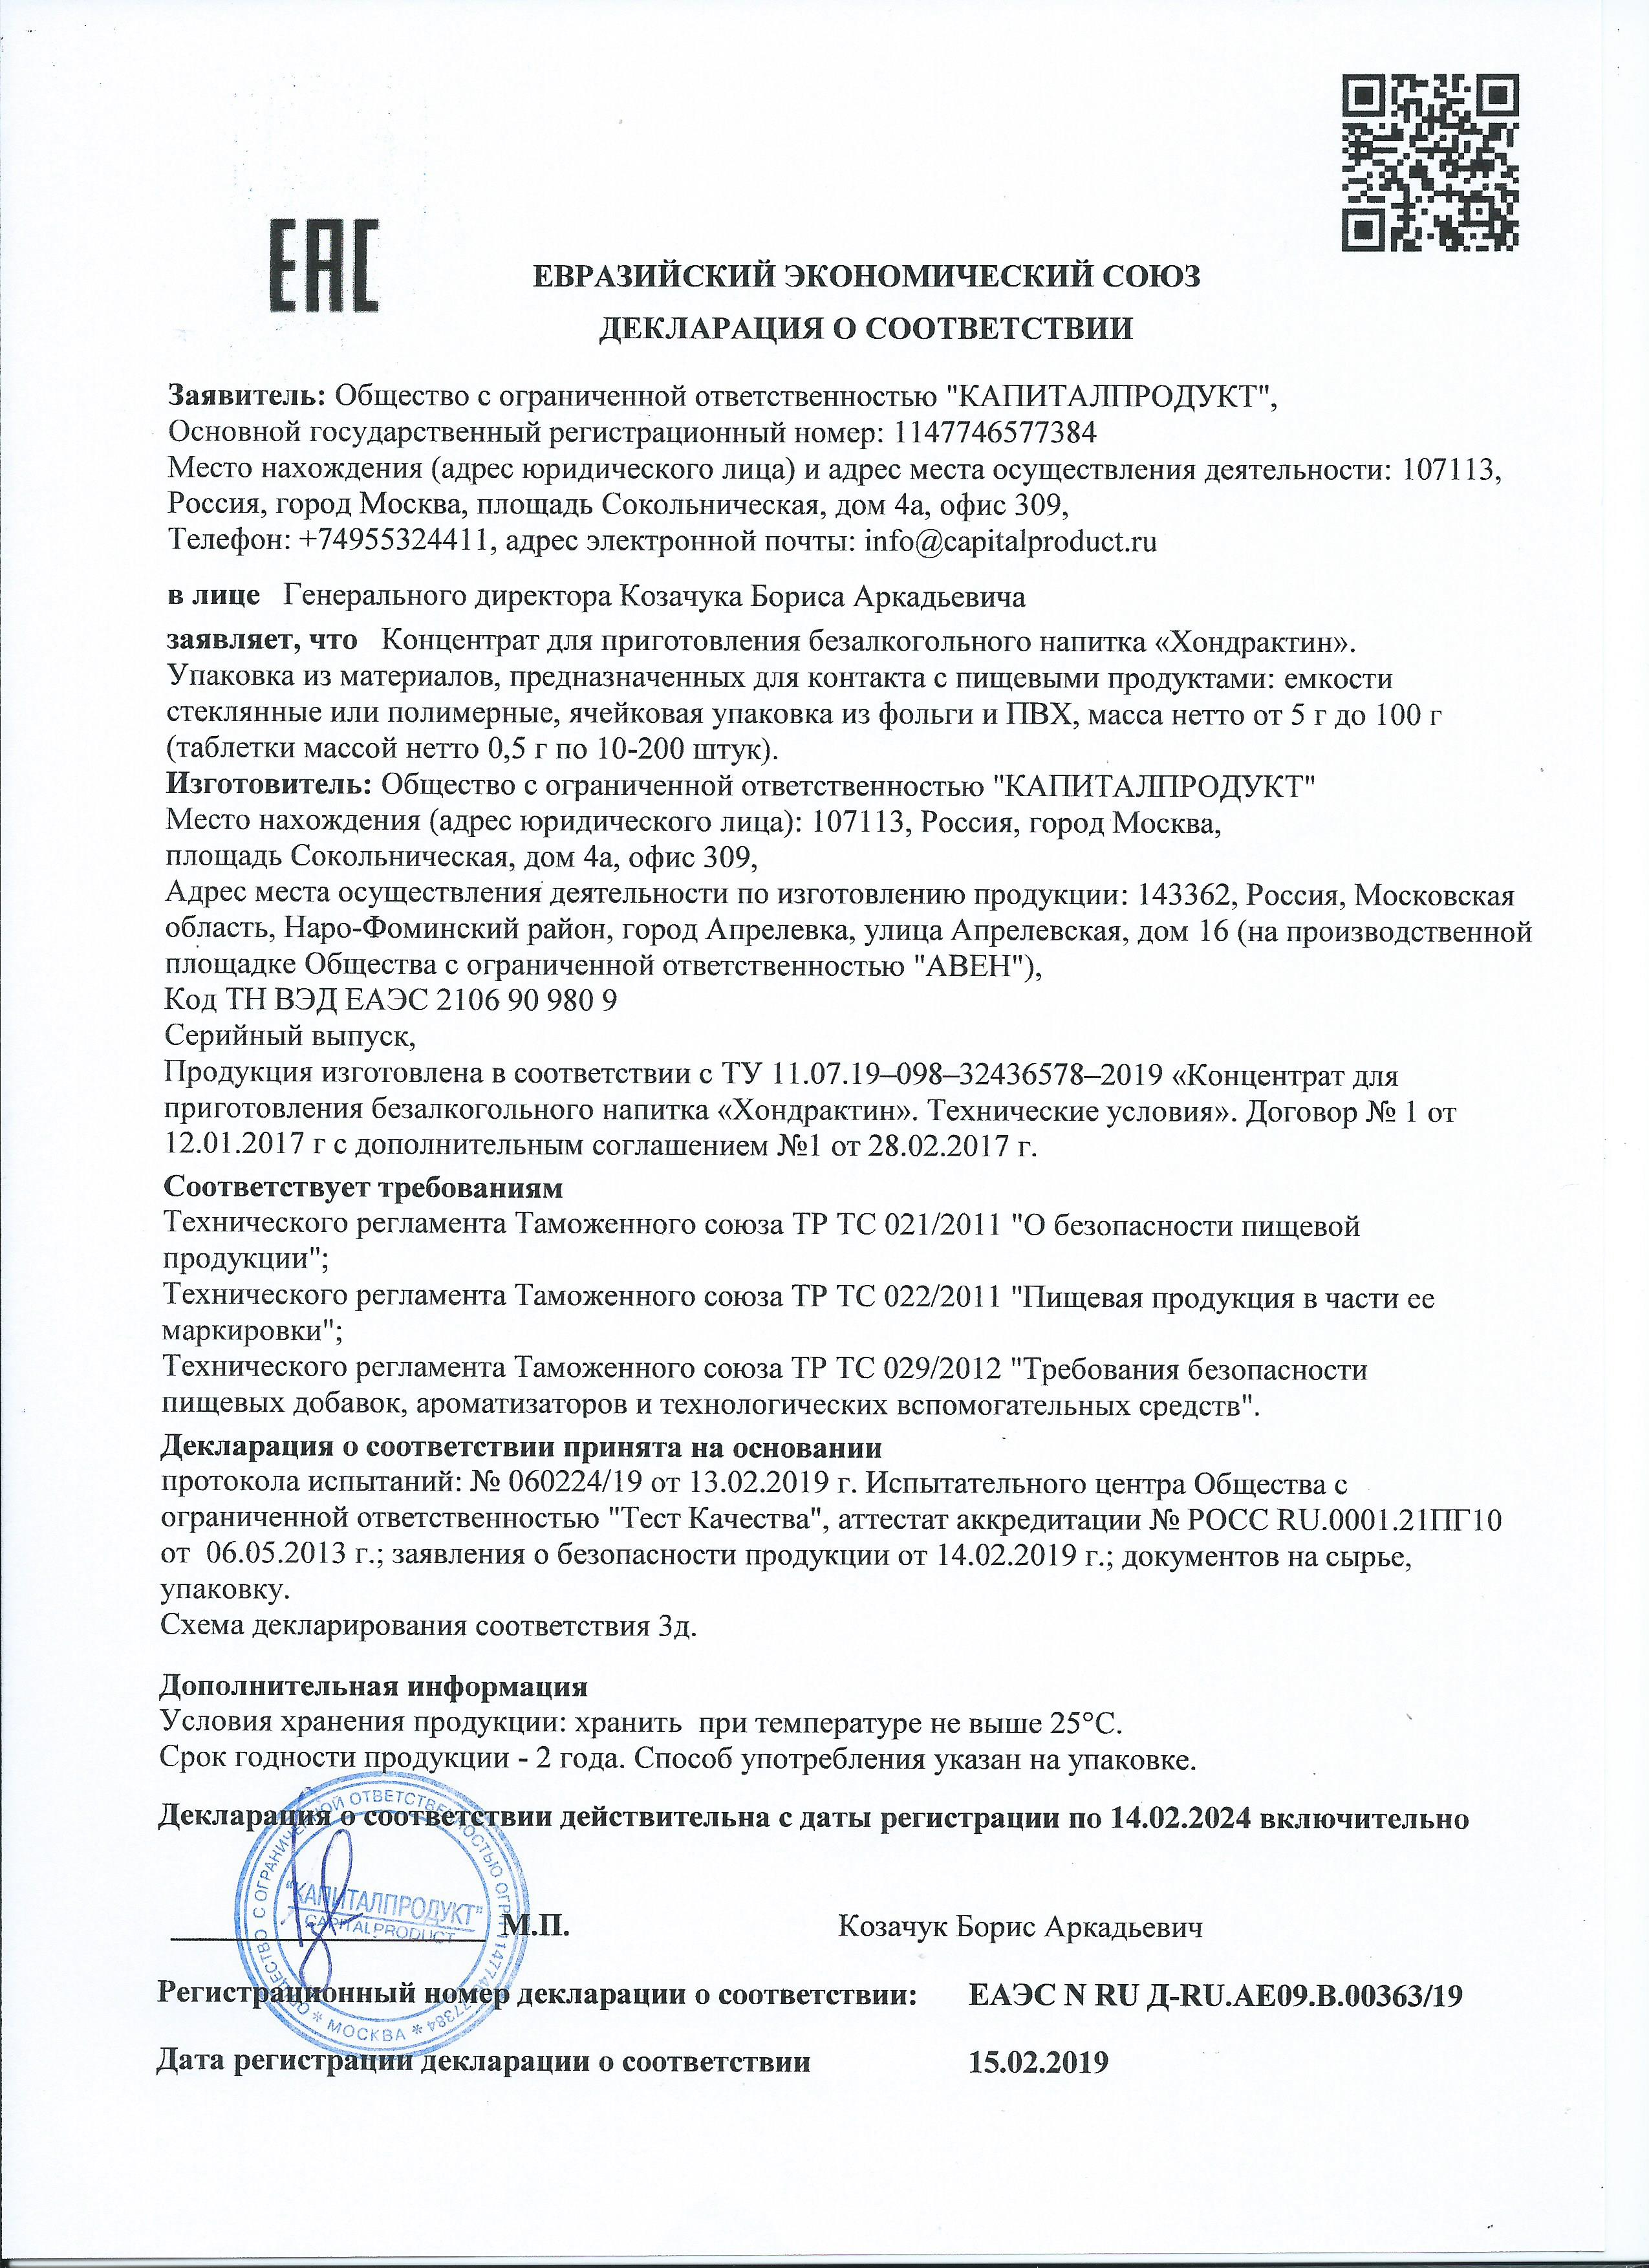 ЕАС
ЕВРАЗИЙСКИЙ ЭКОНОМИЧЕСКИЙ СОЮЗ
ДЕКЛАРАЦИЯ О СООТВЕТСТВИИ
Заявитель: Общество с ограниченной ответственностью "КАПИТАЛПРОДУКТ",
Основной государственный регистрационный номер: 1147746577384
Место нахождения (адрес юридического лица) и адрес места осуществления деятельности: 107113,
Россия, город Москва, площадь Сокольническая, дом 4а, офис 309,
Телефон: +74955324411, адрес электронной почты: info@capitalproduct.ru
в лице Генерального директора Козачука Бориса Аркадьевича
заявляет, что Концентрат для приготовления безалкогольного напитка «Хондрактин».
Упаковка из материалов, предназначенных для контакта с пищевыми продуктами: емкости
стеклянные или полимерные, ячейковая упаковка из фольги и ПВХ, масса нетто от 5 г до 100 г
(таблетки массой нетто 0,5 г по 10-200 штук).
Изготовитель: Общество с ограниченной ответственностью "КАПИТАЛПРОДУКТ"
Место нахождения (адрес юридического лица): 107113, Россия, город Москва,
площадь Сокольническая, дом 4а, офис 309,
Адрес места осуществления деятельности по изготовлению продукции: 143362, Россия, Московская
область, Наро-Фоминский район, город Апрелевка, улица Апрелевская, дом 16 (на производственной
площадке Общества с ограниченной ответственностью "АВЕН"),
Код ТН ВЭД ЕАЭС 2106 90 980 9
Серийный выпуск,
Продукция изготовлена в соответствии с ТУ 11.07.19–098–32436578–2019 «Концентрат для
приготовления безалкогольного напитка «Хондрактин». Технические условия». Договор № 1 от
12.01.2017 г с дополнительным соглашением №1 от 28.02.2017 г.
Соответствует требованиям
Технического регламента Таможенного союза ТР ТС 021/2011 "О безопасности пищевой
продукции";
Технического регламента Таможенного союза ТР ТС 022/2011 "Пищевая продукция в части ее
маркировки";
Технического регламента Таможенного союза ТР ТС 029/2012 "Требования безопасности
пищевых добавок, ароматизаторов и технологических вспомогательных средств".
Декларация о соответствии принята на основании
протокола испытаний: № 060224/19 от 13.02.2019 г. Испытательного центра Общества с
ограниченной ответственностью "Тест Качества", аттестат аккредитации № РОСС RU.0001.21ПГ10
от 06.05.2013 г.; заявления о безопасности продукции от 14.02.2019 г.; документов на сырье,
упаковку.
Схема декларирования соответствия 3д.
Дополнительная информация
Условия хранения продукции: хранить при температуре не выше 25°С.
Срок годности продукции - 2 года. Способ употребления указан на упаковке.
Декларация о соответствии действительна с даты регистрации по 14.02.2024 включительно
ОБЩЕСТВО С ОГРАНИЧЕННОЙ ОТВЕТСТВЕННОСТЬЮ ОГРН 1147746577384 * МОСКВА *
"КАПИТАЛПРОДУКТ"
CAPITALPRODUCT
М.П. Козачук Борис Аркадьевич
Регистрационный номер декларации о соответствии: ЕАЭС N RU Д-RU.АЕ09.В.00363/19
Дата регистрации декларации о соответствии 15.02.2019